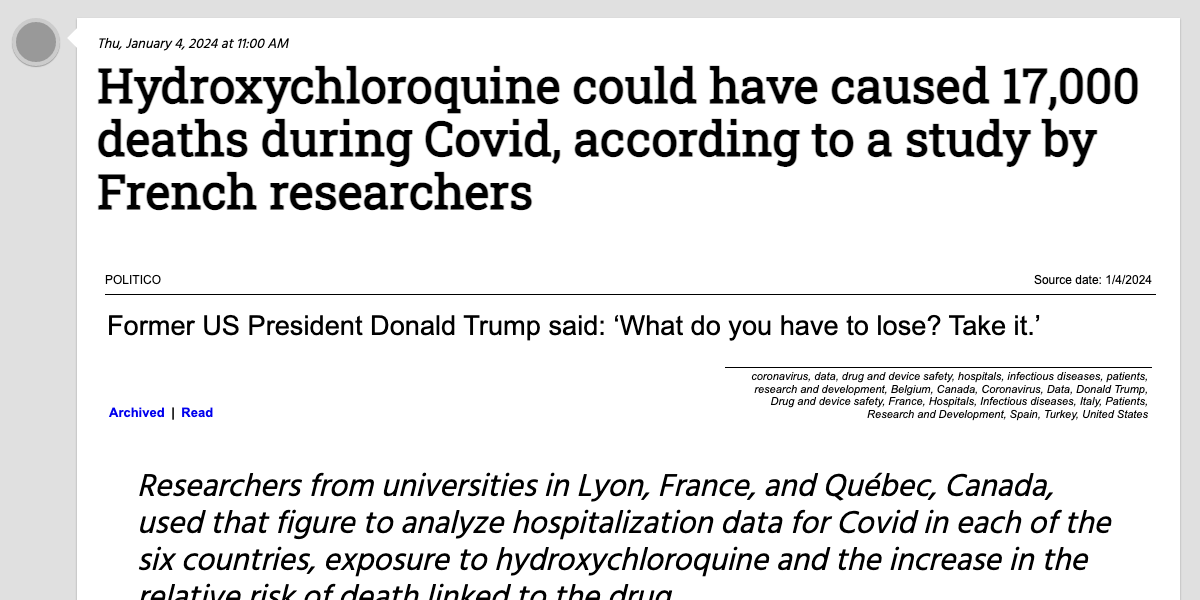 Thu, January 4, 2024 at 11:00 AM
Hydroxychloroquine could have caused 17,000
deaths during Covid, according to a study by
French researchers
POLITICO
Source date: 1/4/2024
Former US President Donald Trump said: ‘What do you have to lose? Take it.’
coronavirus, data, drug and device safety, hospitals, infectious diseases, patients,
research and development, Belgium, Canada, Coronavirus, Data, Donald Trump,
Drug and device safety, France, Hospitals, Infectious diseases, Italy, Patients,
Research and Development, Spain, Turkey, United States
Archived | Read
Researchers from universities in Lyon, France, and Québec, Canada,
used that figure to analyze hospitalization data for Covid in each of the
six countries, exposure to hydroxychloroquine and the increase in the
relative risk of death linked to the drug